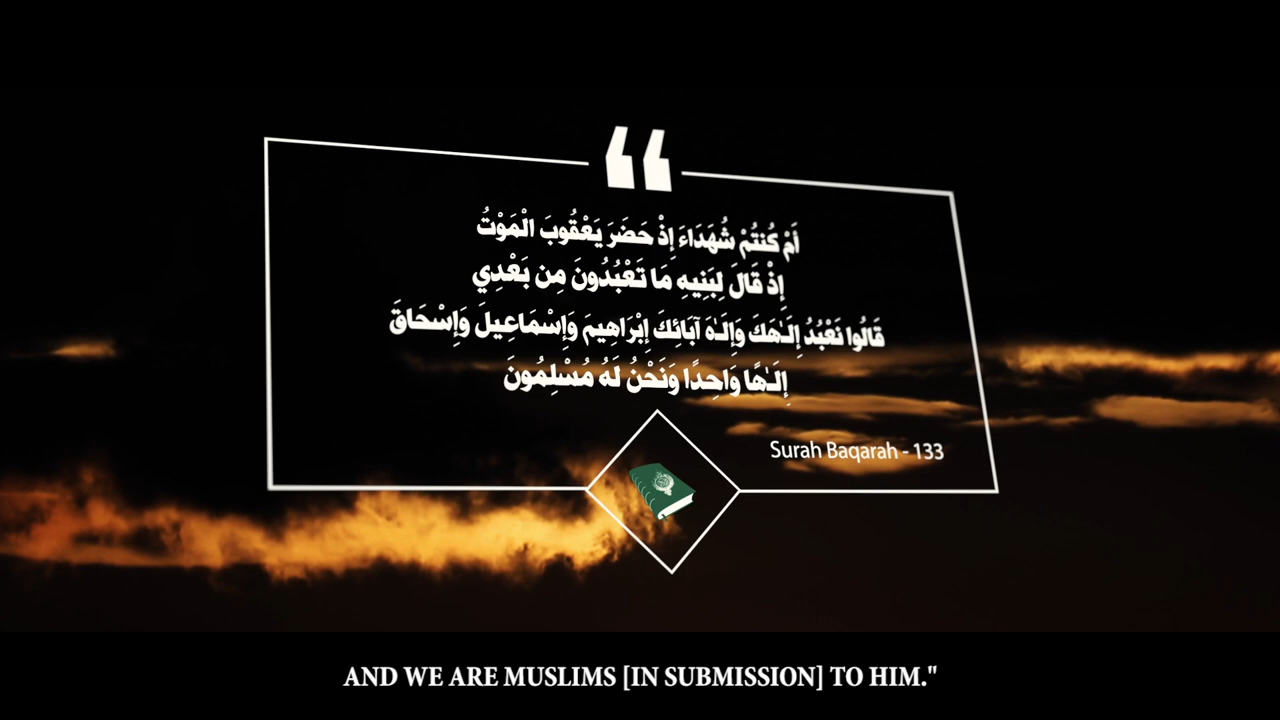 ❝
أَمْ كُنتُمْ شُهَدَاءَ إِذْ حَضَرَ يَعْقُوبَ الْمَوْتُ
إِذْ قَالَ لِبَنِيهِ مَا تَعْبُدُونَ مِن بَعْدِي
قَالُوا نَعْبُدُ إِلَـٰهَكَ وَإِلَـٰهَ آبَائِكَ إِبْرَاهِيمَ وَإِسْمَاعِيلَ وَإِسْحَاقَ
إِلَـٰهًا وَاحِدًا وَنَحْنُ لَهُ مُسْلِمُونَ
Surah Baqarah - 133
AND WE ARE MUSLIMS [IN SUBMISSION] TO HIM."